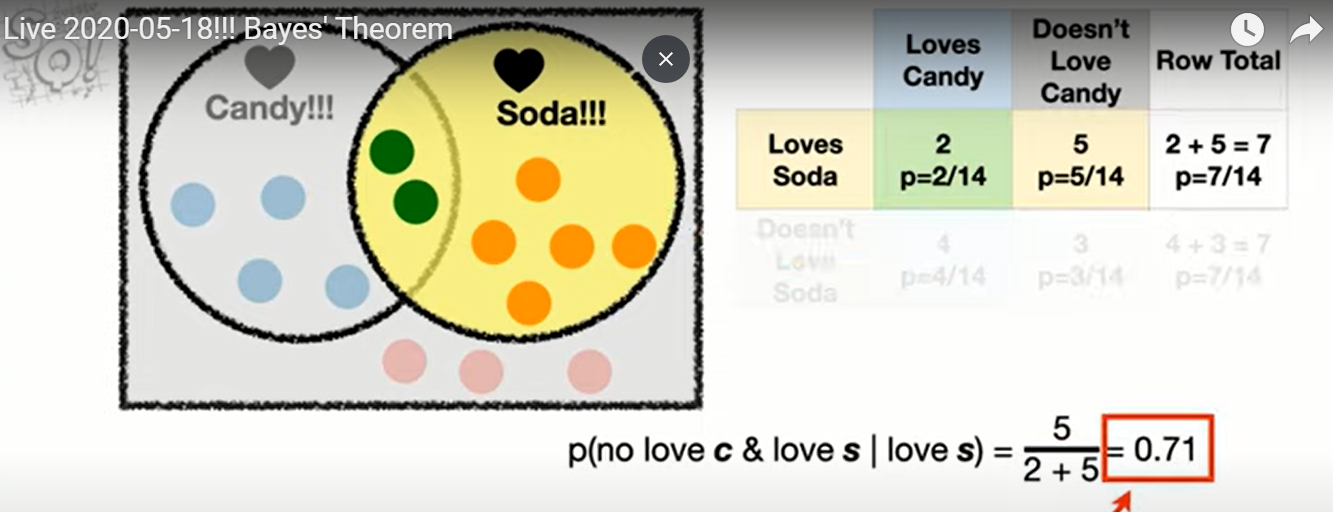 Live 2020-05-18!!! Bayes' Theorem
SQ!
Candy!!!
Soda!!!
Loves Candy
Doesn't Love Candy
Row Total
Loves Soda
2
p=2/14
5
p=5/14
2 + 5 = 7
p=7/14
Doesn't Love Soda
4
p=4/14
3
p=3/14
4 + 3 = 7
p=7/14
p(no love c & love s | love s) = 5 / 2 + 5 = 0.71